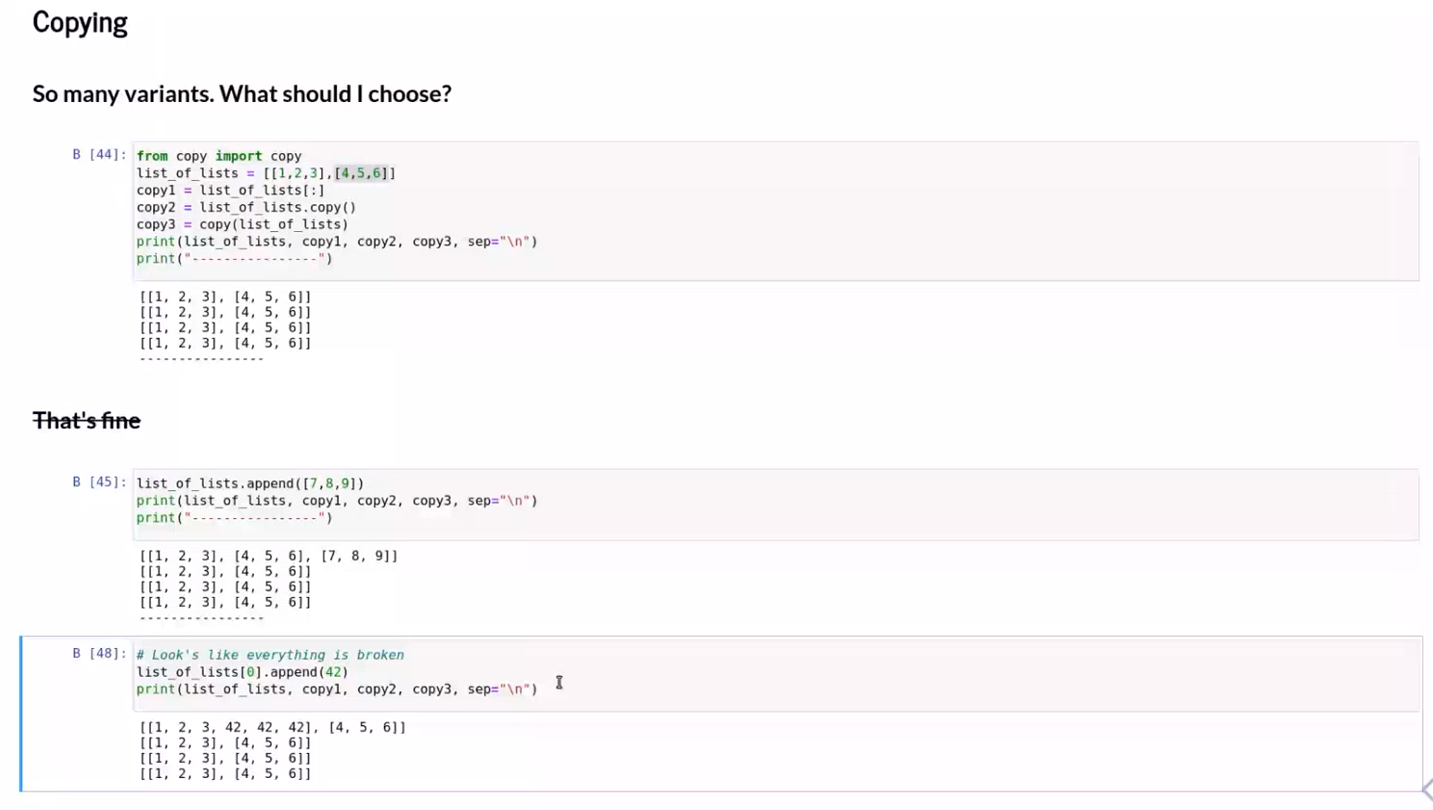 Copying
So many variants. What should I choose?
B [44]:
from copy import copy
list_of_lists = [[1,2,3],[4,5,6]]
copy1 = list_of_lists[:]
copy2 = list_of_lists.copy()
copy3 = copy(list_of_lists)
print(list_of_lists, copy1, copy2, copy3, sep="\n")
print("----------------")
[[1, 2, 3], [4, 5, 6]]
[[1, 2, 3], [4, 5, 6]]
[[1, 2, 3], [4, 5, 6]]
[[1, 2, 3], [4, 5, 6]]
----------------
That's fine
B [45]:
list_of_lists.append([7,8,9])
print(list_of_lists, copy1, copy2, copy3, sep="\n")
print("----------------")
[[1, 2, 3], [4, 5, 6], [7, 8, 9]]
[[1, 2, 3], [4, 5, 6]]
[[1, 2, 3], [4, 5, 6]]
[[1, 2, 3], [4, 5, 6]]
----------------
B [48]:
# Look's like everything is broken
list_of_lists[0].append(42)
print(list_of_lists, copy1, copy2, copy3, sep="\n")
[[1, 2, 3, 42, 42, 42], [4, 5, 6]]
[[1, 2, 3], [4, 5, 6]]
[[1, 2, 3], [4, 5, 6]]
[[1, 2, 3], [4, 5, 6]]